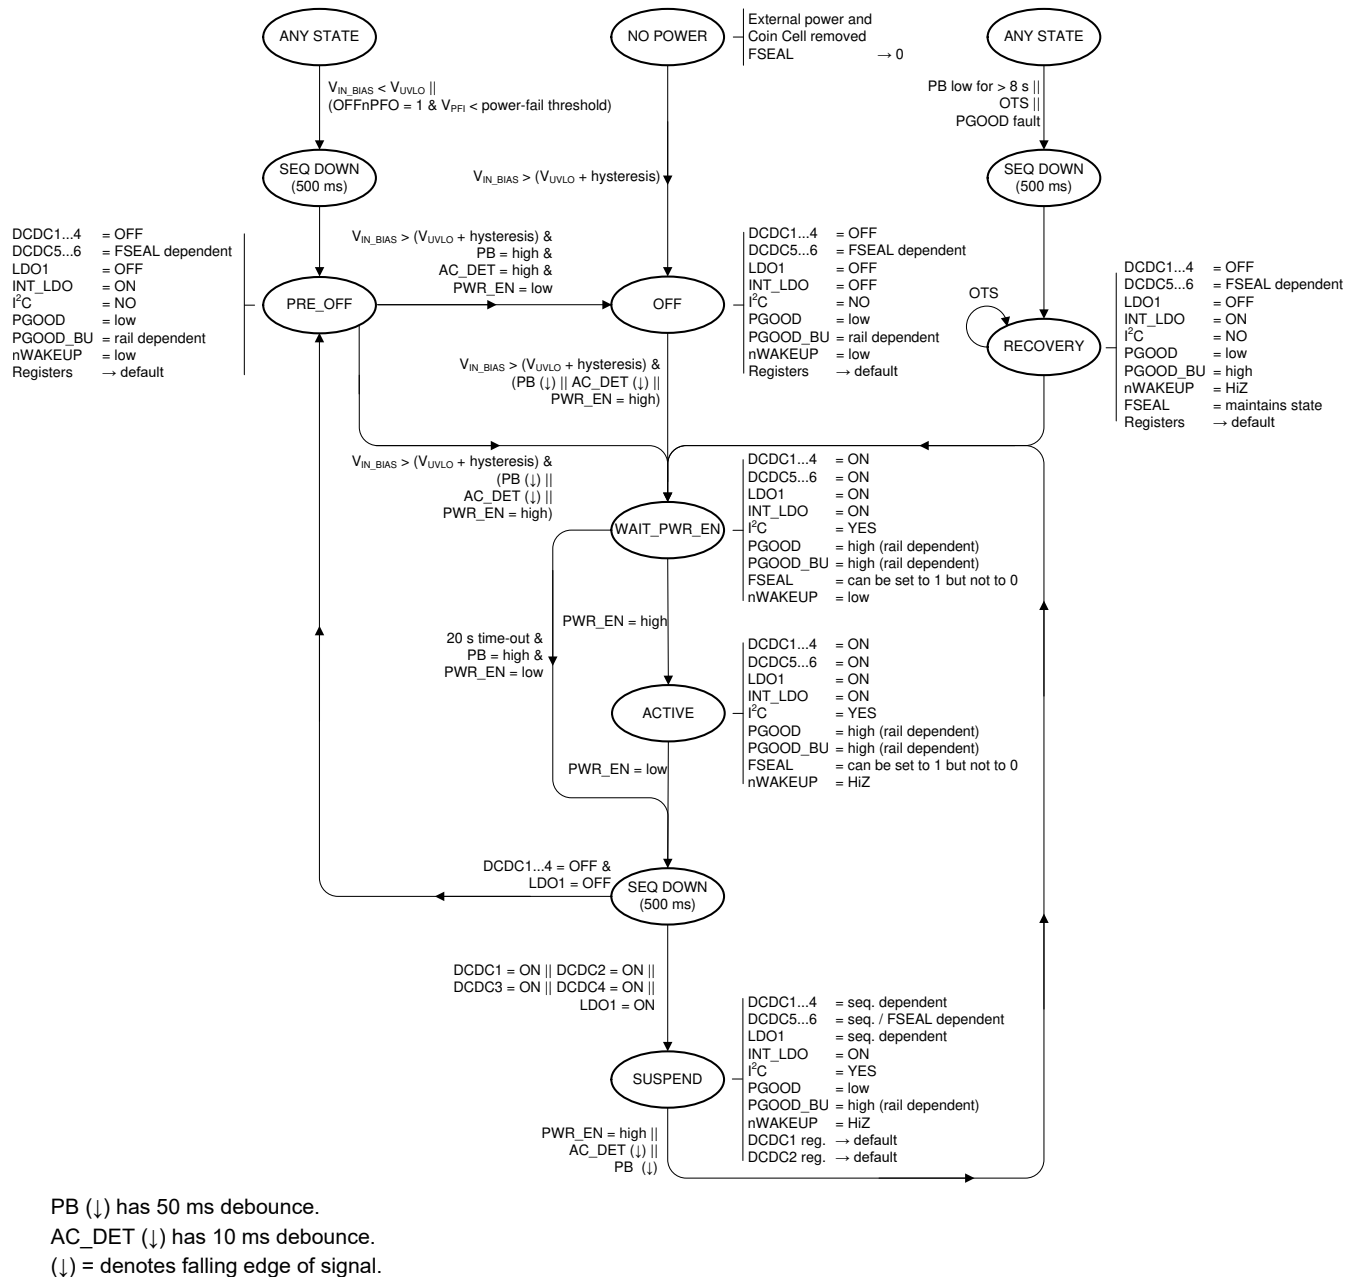 ANY STATE
NO POWER
External power and
Coin Cell removed
FSEAL → 0
ANY STATE
V_IN_BIAS < V_UVLO ||
(OFFnPFO = 1 & V_PFI < power-fail threshold)
PB low for > 8 s ||
OTS ||
PGOOD fault
SEQ DOWN
(500 ms)
V_IN_BIAS > (V_UVLO + hysteresis)
SEQ DOWN
(500 ms)
DCDC1...4 = OFF
DCDC5...6 = FSEAL dependent
LDO1 = OFF
INT_LDO = ON
I²C = NO
PGOOD = low
PGOOD_BU = rail dependent
nWAKEUP = low
Registers → default
PRE_OFF
V_IN_BIAS > (V_UVLO + hysteresis) &
PB = high &
AC_DET = high &
PWR_EN = low
OFF
DCDC1...4 = OFF
DCDC5...6 = FSEAL dependent
LDO1 = OFF
INT_LDO = OFF
I²C = NO
PGOOD = low
PGOOD_BU = rail dependent
nWAKEUP = low
Registers → default
OTS
RECOVERY
DCDC1...4 = OFF
DCDC5...6 = FSEAL dependent
LDO1 = OFF
INT_LDO = ON
I²C = NO
PGOOD = low
PGOOD_BU = high
nWAKEUP = HiZ
FSEAL = maintains state
Registers → default
V_IN_BIAS > (V_UVLO + hysteresis) &
(PB (↓) || AC_DET (↓) ||
PWR_EN = high)
V_IN_BIAS > (V_UVLO + hysteresis) &
(PB (↓) ||
AC_DET (↓) ||
PWR_EN = high)
WAIT_PWR_EN
DCDC1...4 = ON
DCDC5...6 = ON
LDO1 = ON
INT_LDO = ON
I²C = YES
PGOOD = high (rail dependent)
PGOOD_BU = high (rail dependent)
FSEAL = can be set to 1 but not to 0
nWAKEUP = low
PWR_EN = high
20 s time-out &
PB = high &
PWR_EN = low
ACTIVE
DCDC1...4 = ON
DCDC5...6 = ON
LDO1 = ON
INT_LDO = ON
I²C = YES
PGOOD = high (rail dependent)
PGOOD_BU = high (rail dependent)
FSEAL = can be set to 1 but not to 0
nWAKEUP = HiZ
PWR_EN = low
DCDC1...4 = OFF &
LDO1 = OFF
SEQ DOWN
(500 ms)
DCDC1 = ON || DCDC2 = ON ||
DCDC3 = ON || DCDC4 = ON ||
LDO1 = ON
SUSPEND
DCDC1...4 = seq. dependent
DCDC5...6 = seq. / FSEAL dependent
LDO1 = seq. dependent
INT_LDO = ON
I²C = YES
PGOOD = low
PGOOD_BU = high (rail dependent)
nWAKEUP = HiZ
DCDC1 reg. → default
DCDC2 reg. → default
PWR_EN = high ||
AC_DET (↓) ||
PB (↓)
PB (↓) has 50 ms debounce.
AC_DET (↓) has 10 ms debounce.
(↓) = denotes falling edge of signal.